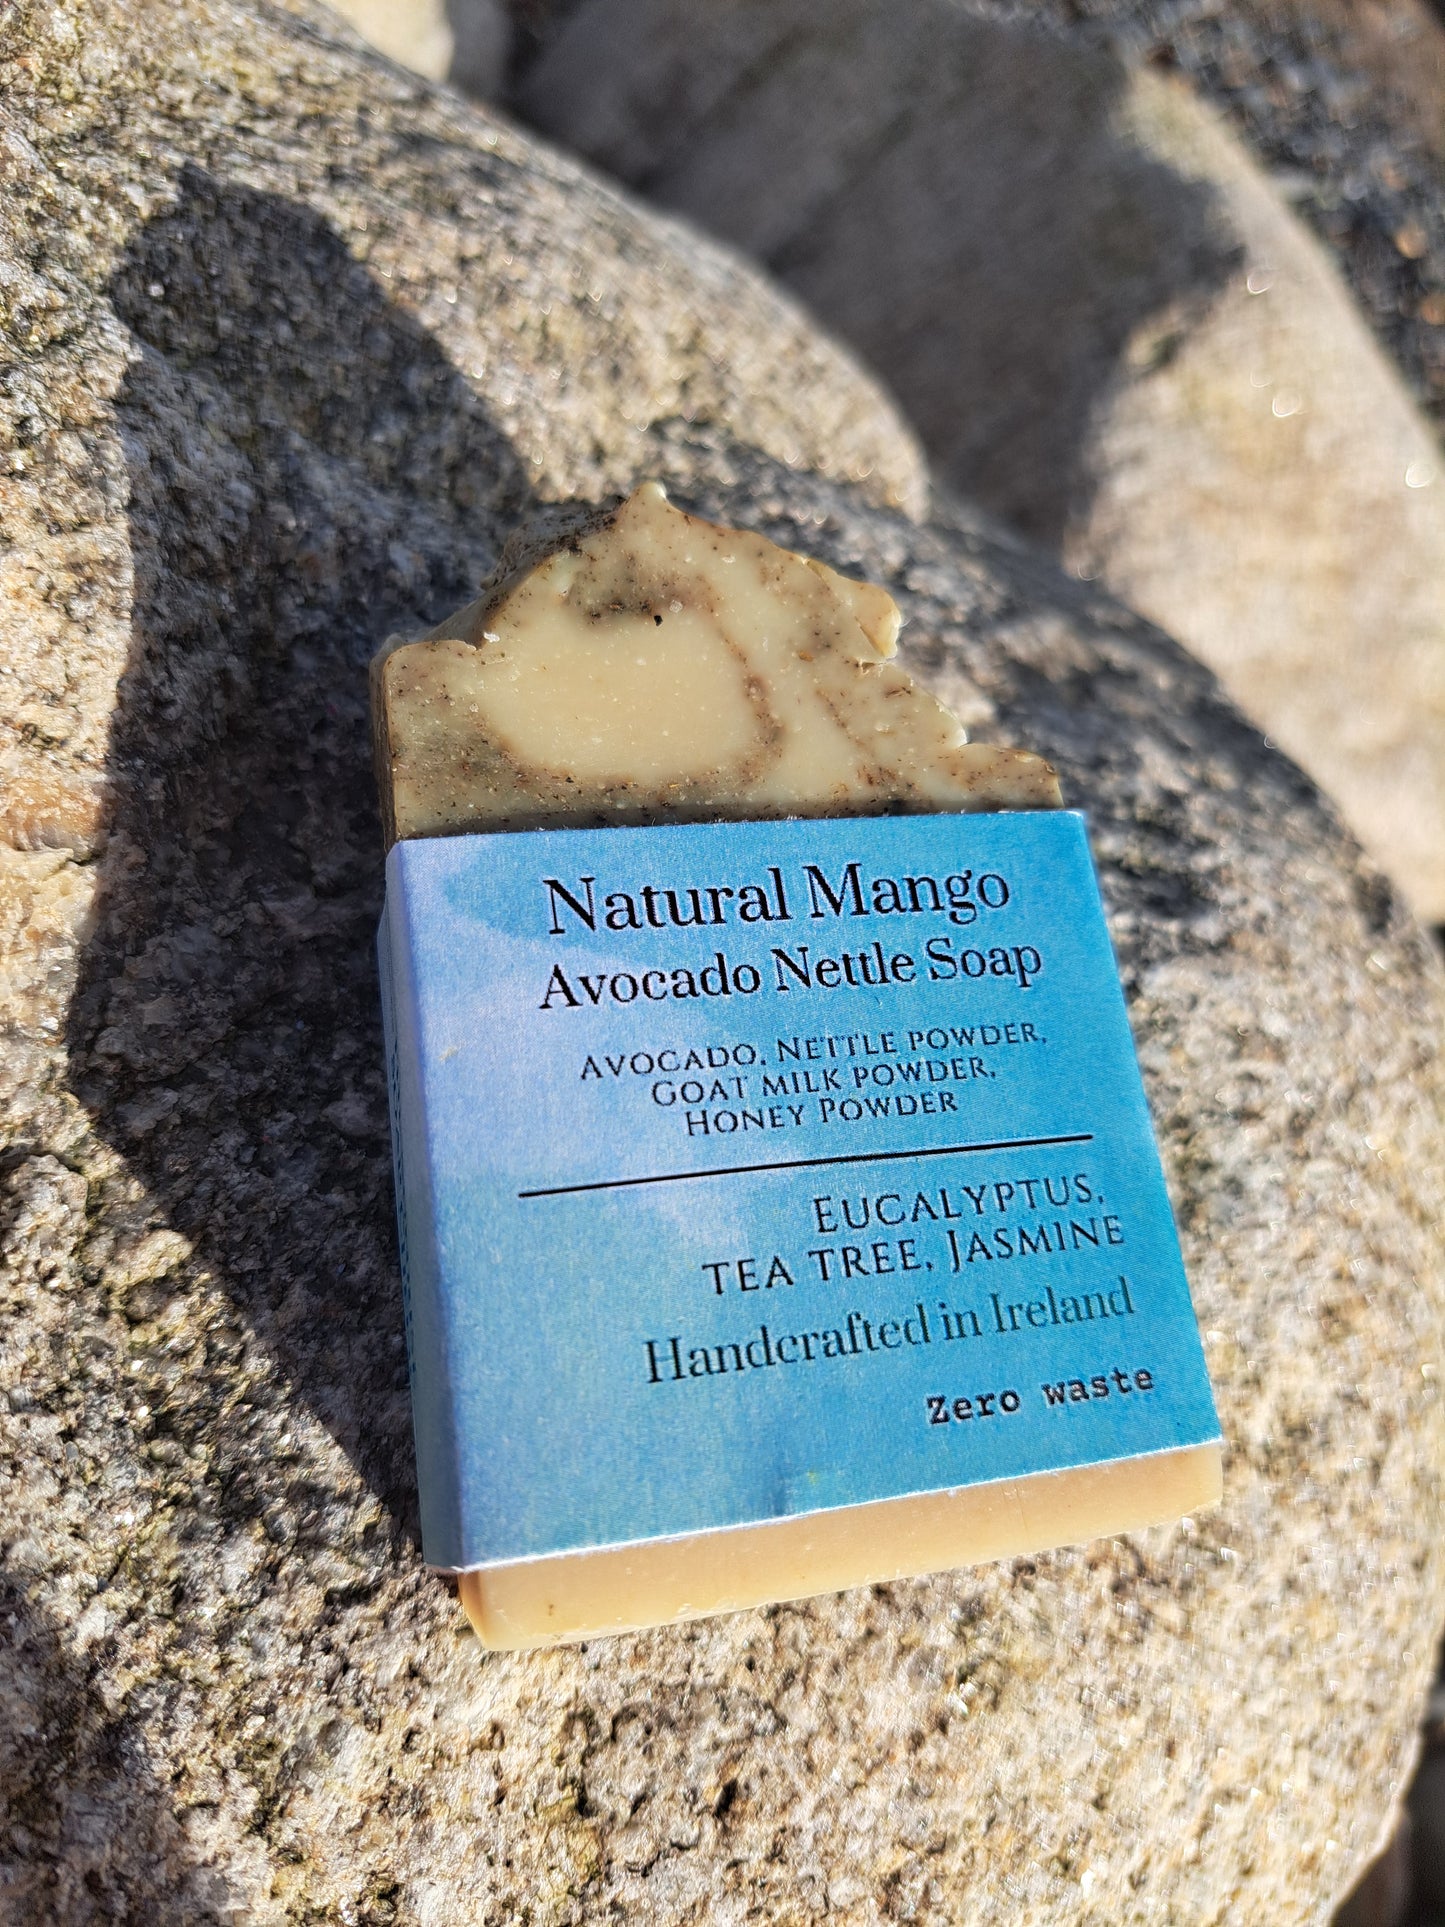 Natural Mango
Avocado Nettle Soap
Avocado, Nettle powder,
Goat milk powder,
Honey Powder
Eucalyptus,
tea tree, Jasmine
Handcrafted in Ireland
Zero waste